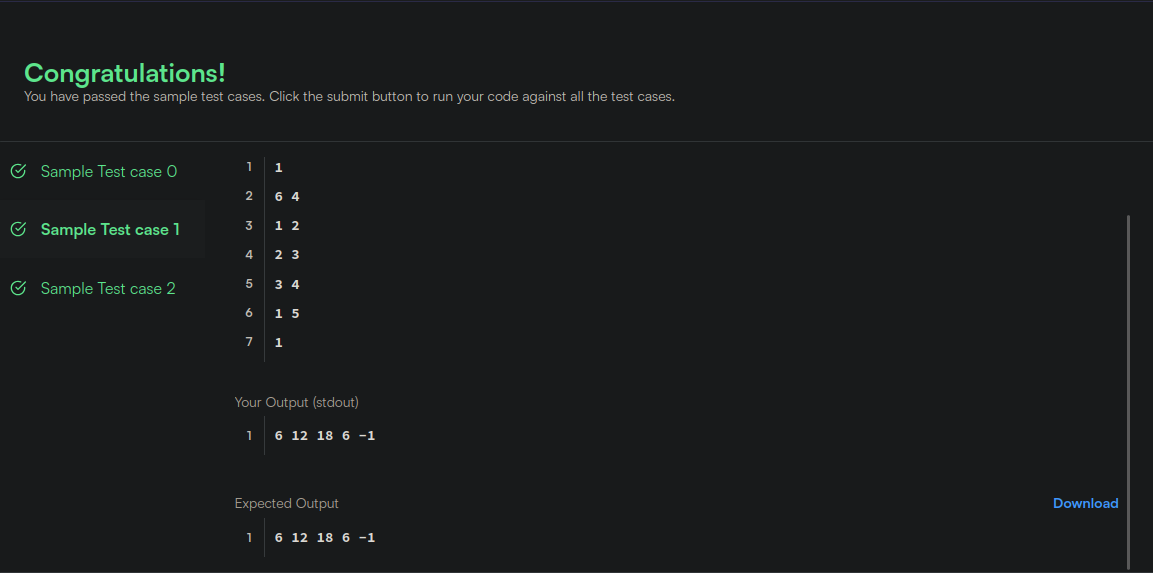 Congratulations!
You have passed the sample test cases. Click the submit button to run your code against all the test cases.
Sample Test case 0
Sample Test case 1
Sample Test case 2
1 1
2 6 4
3 1 2
4 2 3
5 3 4
6 1 5
7 1
Your Output (stdout)
1 6 12 18 6 -1
Expected Output
Download
1 6 12 18 6 -1